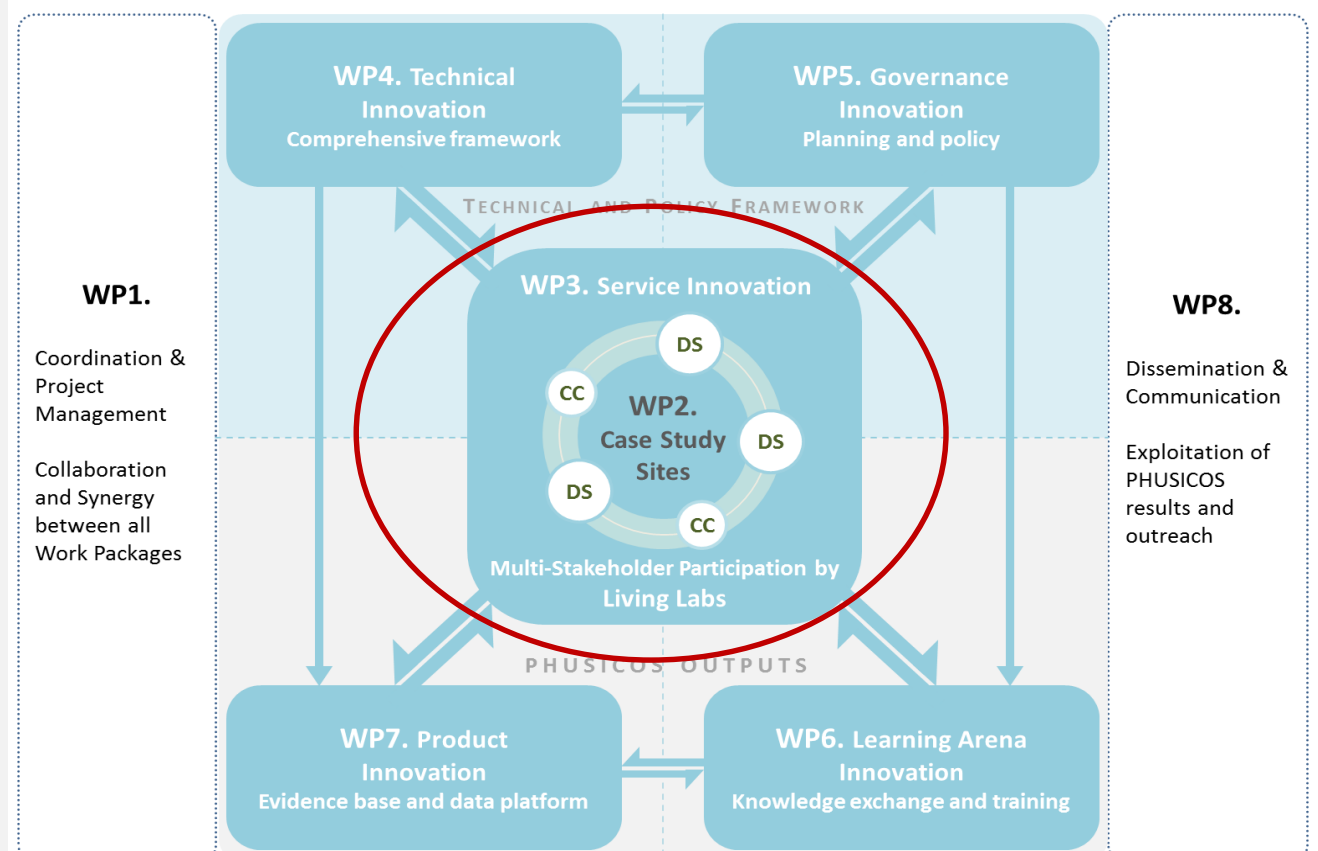 WP1.
Coordination &
Project
Management
Collaboration
and Synergy
between all
Work Packages
WP4. Technical
Innovation
Comprehensive framework
WP5. Governance
Innovation
Planning and policy
TECHNICAL AND POLICY FRAMEWORK
WP3. Service Innovation
DS
CC
WP2.
Case Study
Sites
DS
DS
CC
Multi-Stakeholder Participation by
Living Labs
PHUSICOS OUTPUTS
WP7. Product
Innovation
Evidence base and data platform
WP6. Learning Arena
Innovation
Knowledge exchange and training
WP8.
Dissemination &
Communication
Exploitation of
PHUSICOS
results and
outreach